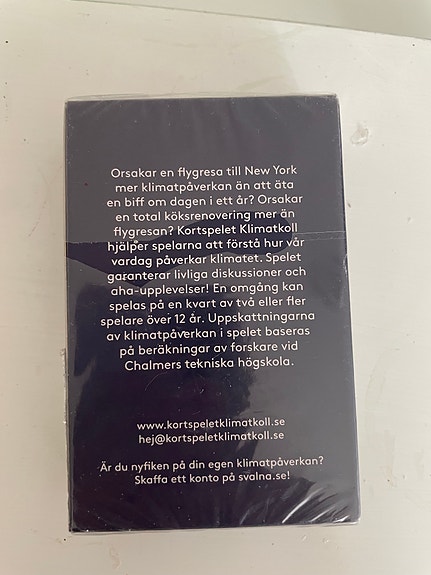 Orsakar en flygresa till New York
mer klimatpåverkan än att äta
en biff om dagen i ett år? Orsakar
en total köksrenovering mer än
flygresan? Kortspelet Klimatkoll
hjälper spelarna att förstå hur vår
vardag påverkar klimatet. Spelet
garanterar livliga diskussioner och
aha-upplevelser! En omgång kan
spelas på en kvart av två eller fler
spelare över 12 år. Uppskattningarna
av klimatpåverkan i spelet baseras
på beräkningar av forskare vid
Chalmers tekniska högskola.
www.kortspeletklimatkoll.se
hej@kortspeletklimatkoll.se
Är du nyfiken på din egen klimatpåverkan?
Skaffa ett konto på svalna.se!